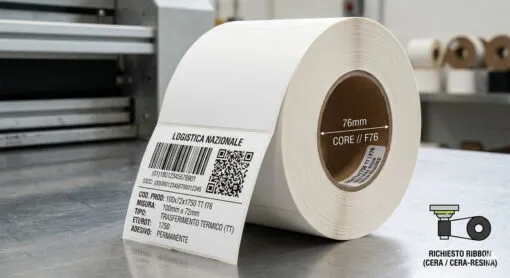 LOGISTICA NAZIONALE
COD. PROD: 100x72x1750 TT f76
MISURA: 100mm x 72mm
TIPO: TRASFERIMENTO TERMICO (TT)
ETI/ROT: 1750
ADESIVO: PERMANENTE
76mm
CORE // F76
RICHIESTO RIBBON
(CERA / CERA-RESINA)